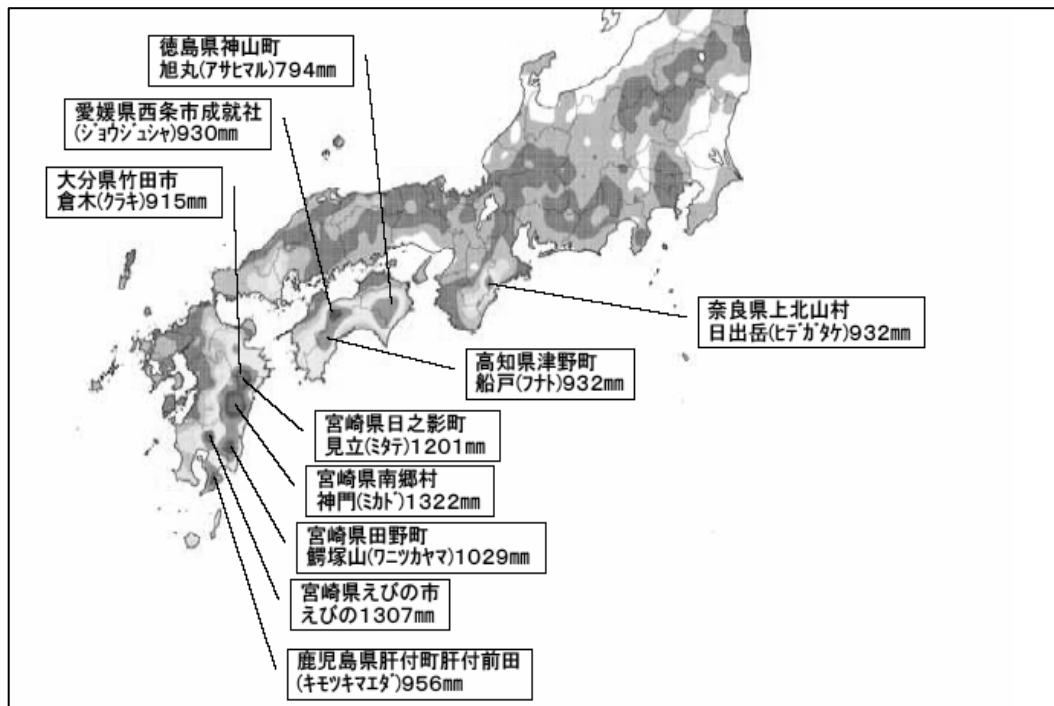 徳島県神山町
旭丸(ｱｻﾋﾏﾙ)794㎜
愛媛県西条市成就社
(ｼﾞｮｳｼﾞｭｼｬ)930㎜
大分県竹田市
倉木(ｸﾗｷ)915㎜
奈良県上北山村
日出岳(ﾋﾃﾞｶﾞﾀｹ)932㎜
高知県津野町
船戸(ﾌﾅﾄ)932㎜
宮崎県日之影町
見立(ﾐﾀﾃ)1201㎜
宮崎県南郷村
神門(ﾐｶﾄﾞ)1322㎜
宮崎県田野町
鰐塚山(ﾜﾆﾂｶﾔﾏ)1029㎜
宮崎県えびの市
えびの1307㎜
鹿児島県肝付町肝付前田
(ｷﾓﾂｷﾏｴﾀﾞ)956㎜